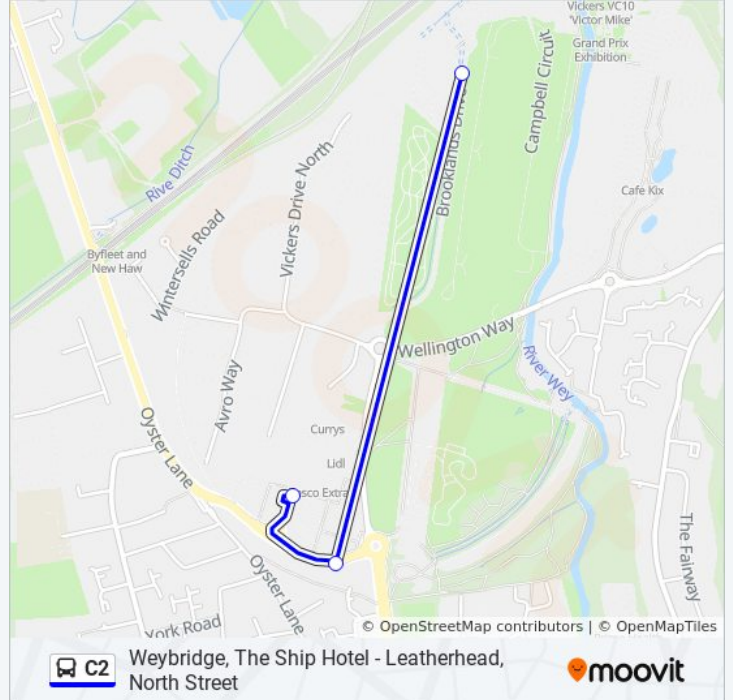 Vickers VC10
'Victor Mike'
Grand Prix
Exhibition
Campbell Circuit
Brooklands Drive
Rive Ditch
Vickers Drive North
Cafe Kix
Wintersells Road
Byfleet and
New Haw
Wellington Way
River Wey
Avro Way
Oyster Lane
Currys
Lidl
sco Extra
Oyster Lane
The Fairway
York Road
© OpenStreetMap contributors | © OpenMapTiles
C2
Weybridge, The Ship Hotel - Leatherhead,
North Street
moovit